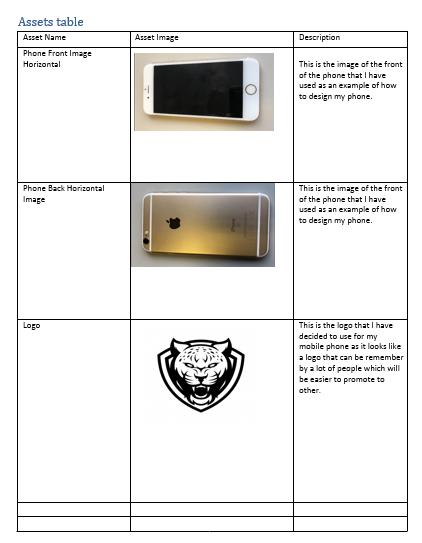 Assets table
Asset Name
Asset Image
Description
Phone Front Image
Horizontal
This is the image of the front
of the phone that I have
used as an example of how
to design my phone.
Phone Back Horizontal
Image
iPhone
This is the image of the front
of the phone that I have
used as an example of how
to design my phone.
Logo
This is the logo that I have
decided to use for my
mobile phone as it looks like
a logo that can be remember
by a lot of people which will
be easier to promote to
other.